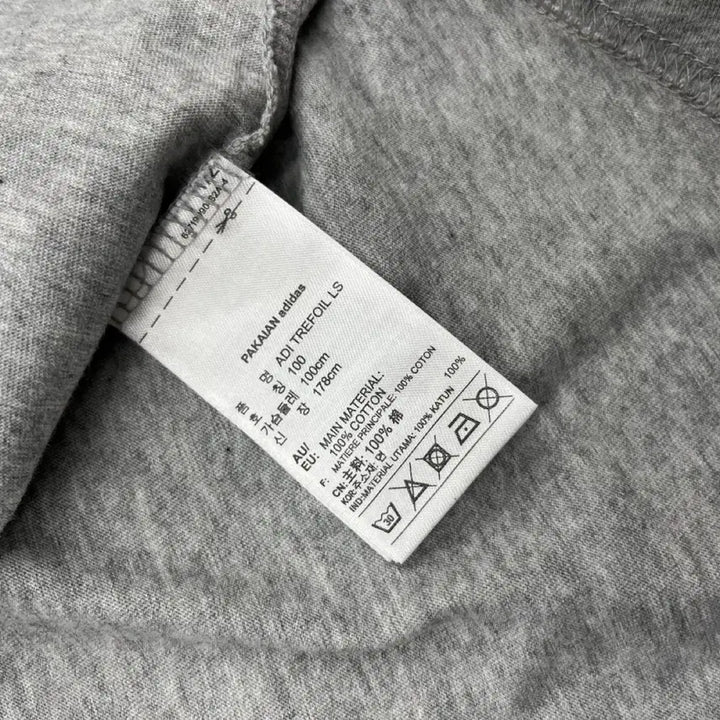 PAKAIAN adidas
품 명 ADI TREFOIL LS
호 칭 100
가슴둘레 100cm
신 장 178cm
AU/
EU: MAIN MATERIAL:
100% COTTON
F: MATIERE PRINCIPALE: 100% COTON
CN: 主料: 100% 棉
KOR: 주소재: 면 100%
IND:MATERIAL UTAMA: 100% KATUN
30